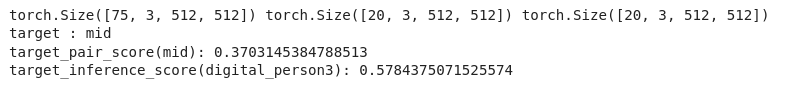 torch.Size([75, 3, 512, 512]) torch.Size([20, 3, 512, 512]) torch.Size([20, 3, 512, 512])
target : mid
target_pair_score(mid): 0.3703145384788513
target_inference_score(digital_person3): 0.5784375071525574